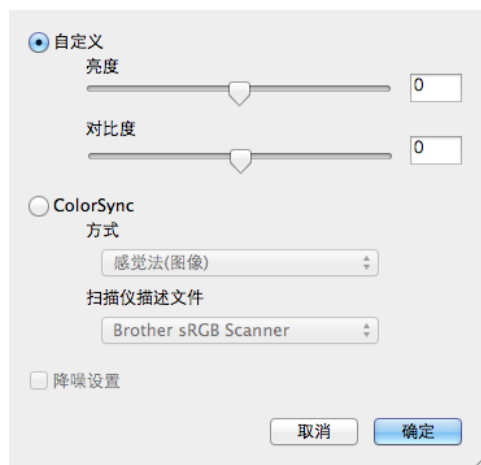 自定义
亮度
0
对比度
0
ColorSync
方式
感觉法(图像)
扫描仪描述文件
Brother sRGB Scanner
降噪设置
取消 确定